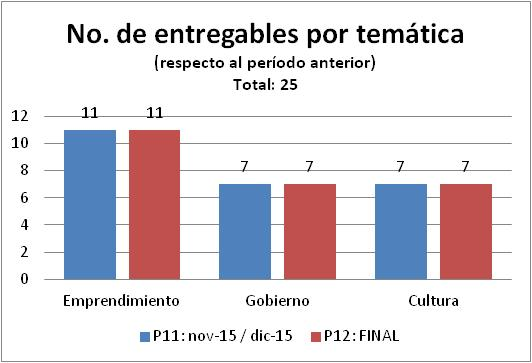 No. de entregables por temática
(respecto al período anterior)
Total: 25
12
10
8
6
4
2
0
11 11
7 7
7 7
Emprendimiento Gobierno Cultura
P11: nov-15 / dic-15 P12: FINAL